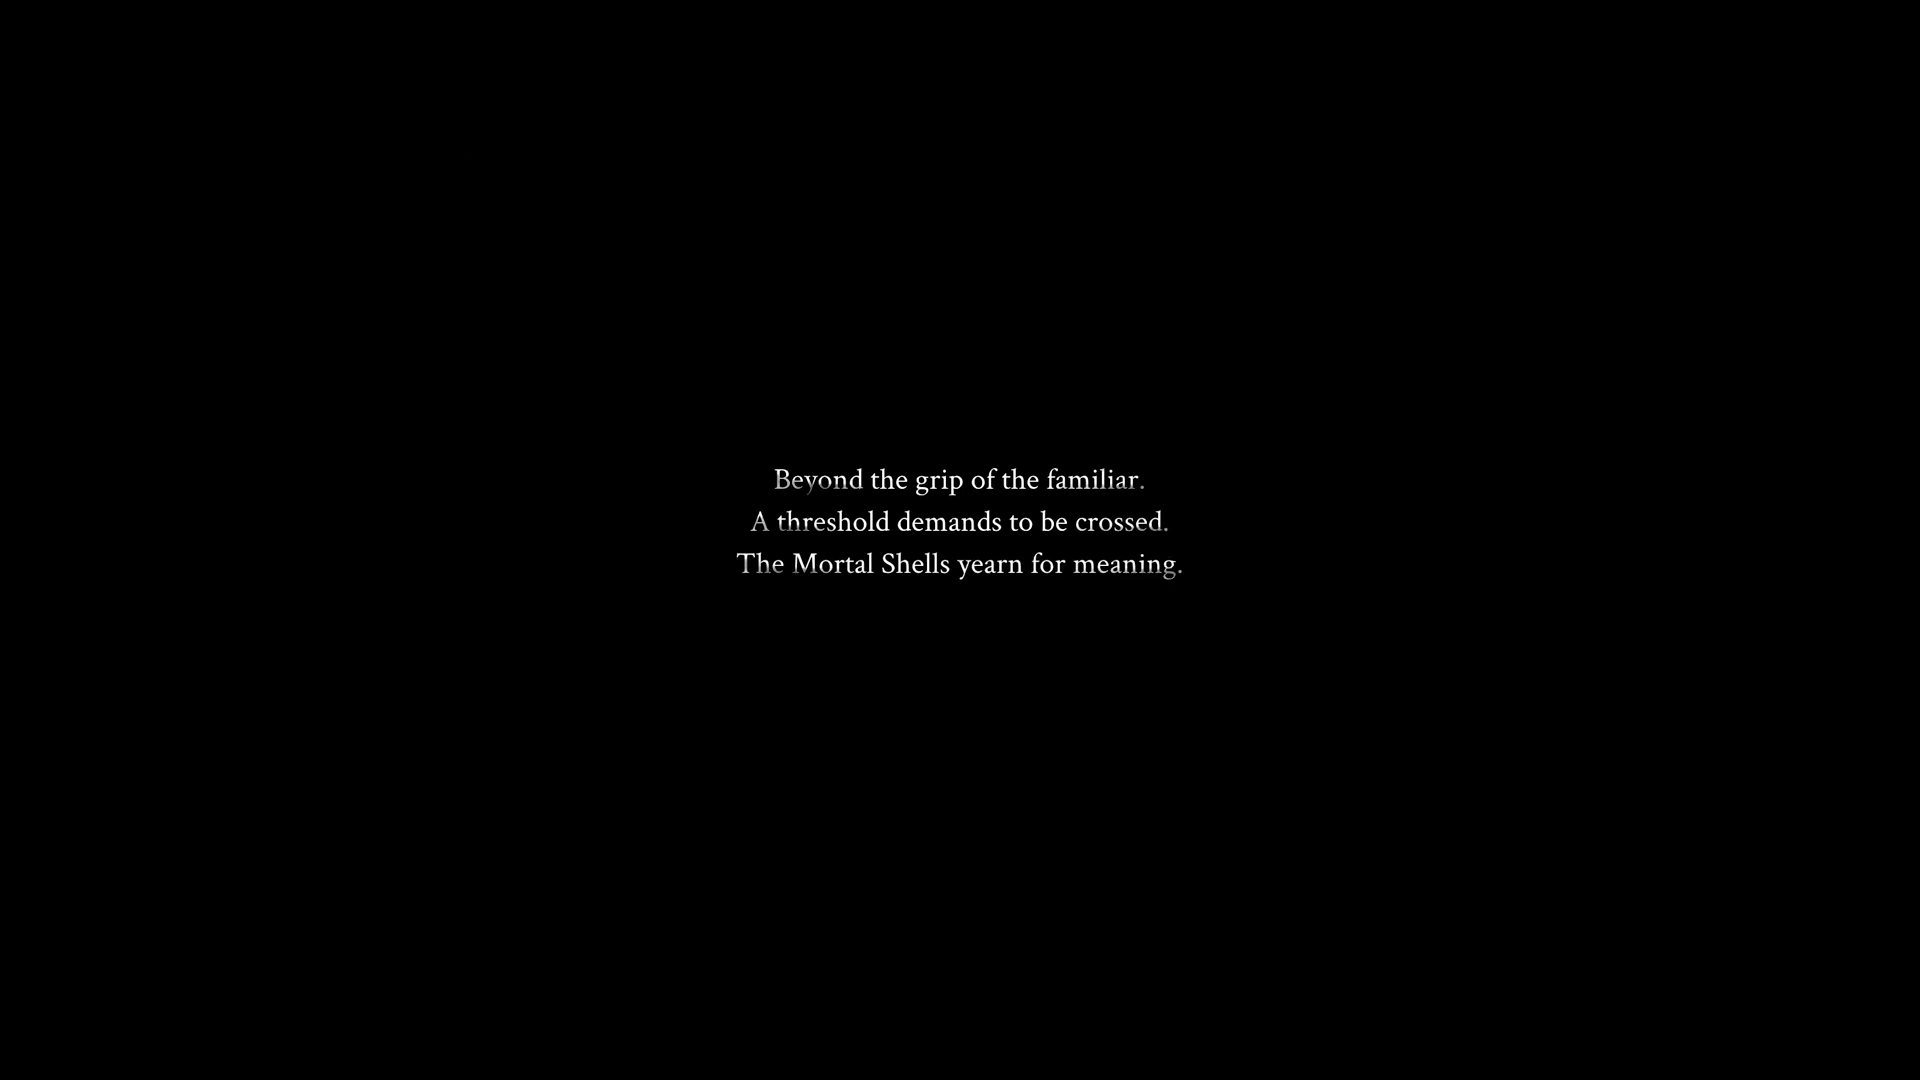 Beyond the grip of the familiar.
A threshold demands to be crossed.
The Mortal Shells yearn for meaning.